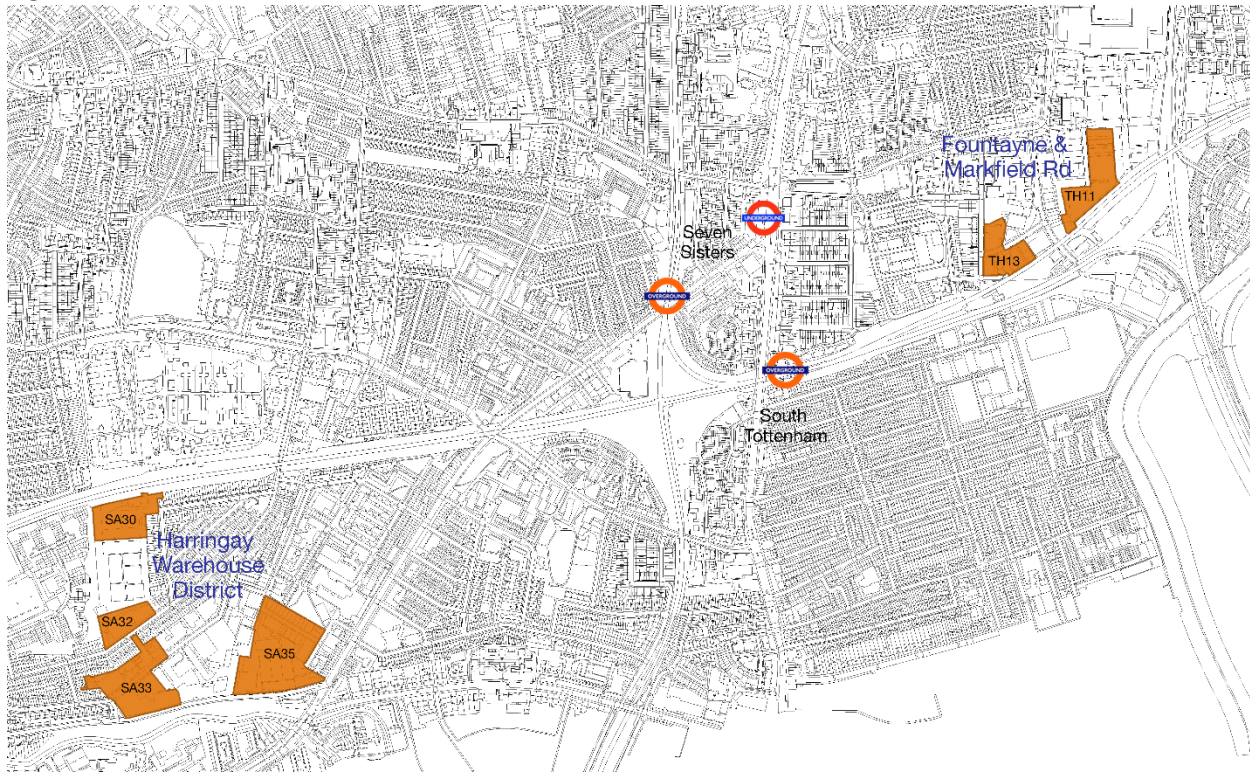 Fountayne &
Markfield Rd
TH11
TH13
UNDERGROUND
Seven
Sisters
OVERGROUND
OVERGROUND
South
Tottenham
SA30
Harringay
Warehouse
District
SA32
SA35
SA33